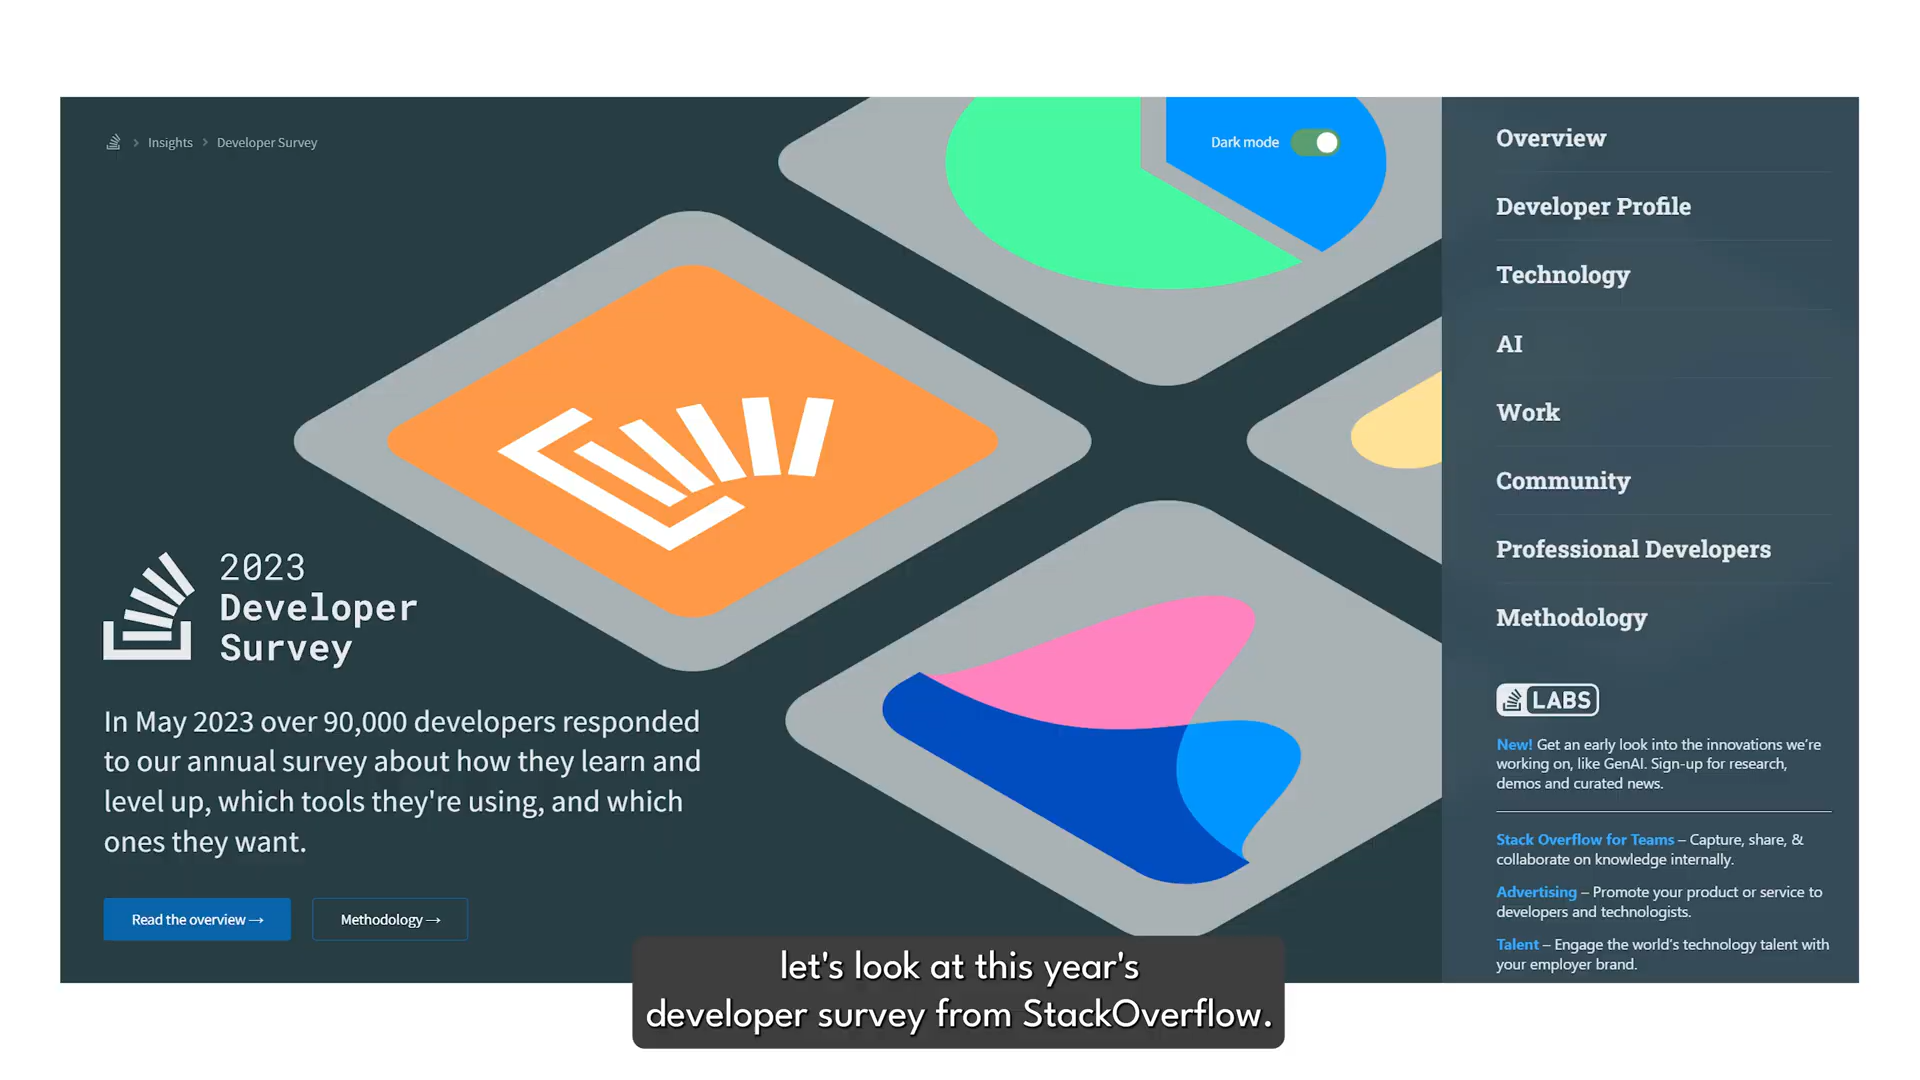 Insights
Developer Survey
Dark mode
2023
Developer
Survey
In May 2023 over 90,000 developers responded
to our annual survey about how they learn and
level up, which tools they're using, and which
ones they want.
Read the overview →
Methodology →
Overview
Developer Profile
Technology
AI
Work
Community
Professional Developers
Methodology
LABS
New! Get an early look into the innovations we're
working on, like GenAI. Sign-up for research,
demos and curated news.
Stack Overflow for Teams – Capture, share, &
collaborate on knowledge internally.
Advertising – Promote your product or service to
developers and technologists.
Talent – Engage the world's technology talent with
your employer brand.
let's look at this year's
developer survey from StackOverflow.